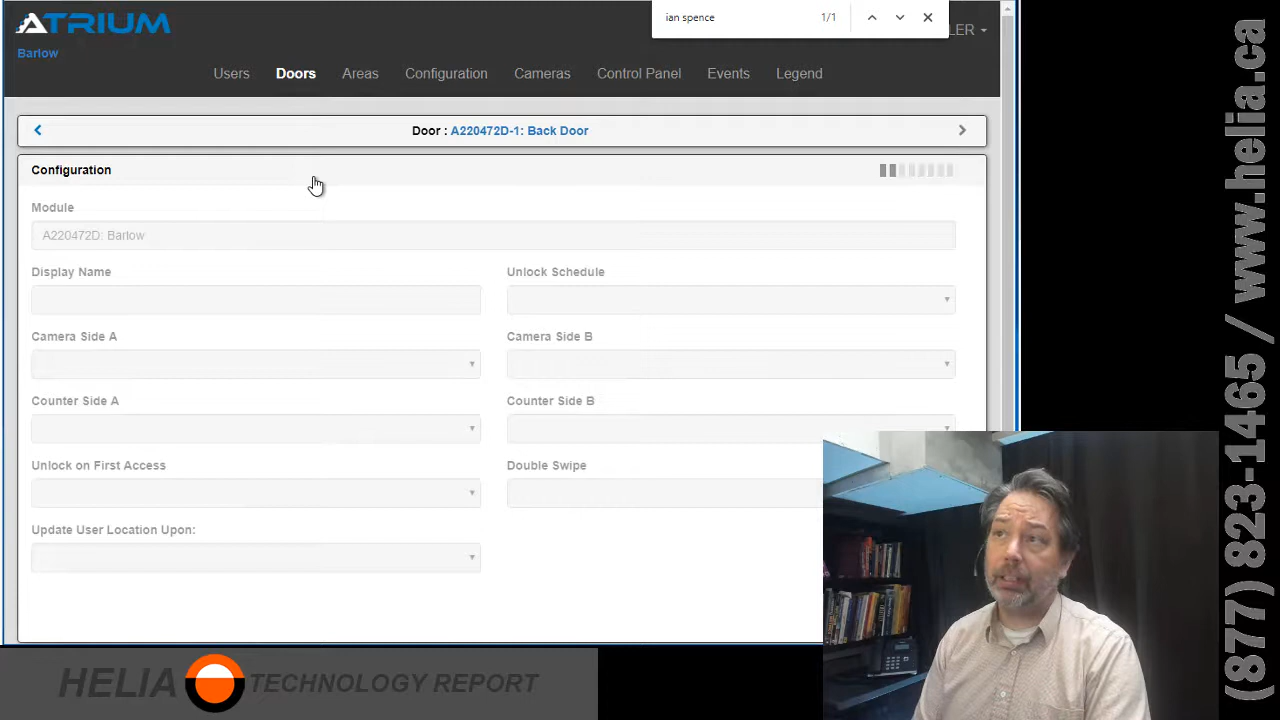 ATRIUM
Barlow
ian spence 1/1
LER
Users Doors Areas Configuration Cameras Control Panel Events Legend
Door : A220472D-1: Back Door
Configuration
Module
A220472D: Barlow
Display Name Unlock Schedule
Camera Side A Camera Side B
Counter Side A Counter Side B
Unlock on First Access Double Swipe
Update User Location Upon:
HELIA TECHNOLOGY REPORT
(877) 823-1465 / www.helia.ca